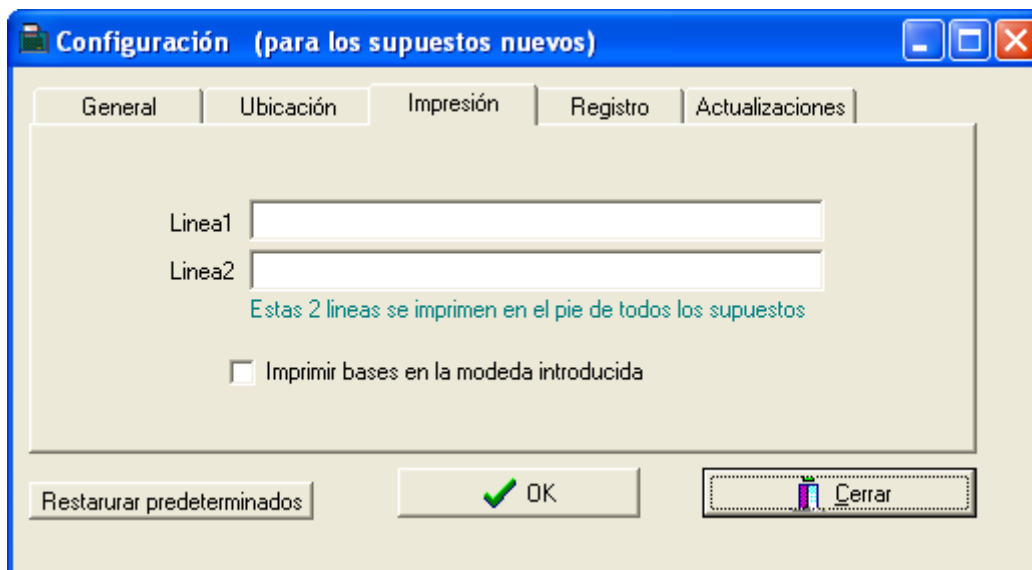 Configuración (para los supuestos nuevos)
General Ubicación Impresión Registro Actualizaciones
Linea1
Linea2
Estas 2 lineas se imprimen en el pie de todos los supuestos
Imprimir bases en la modeda introducida
Restarurar predeterminados OK Cerrar